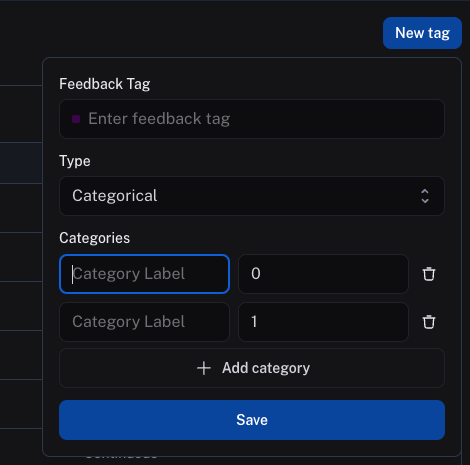 New tag
Feedback Tag
Enter feedback tag
Type
Categorical
Categories
Category Label 0
Category Label 1
Add category
Save
Continuous